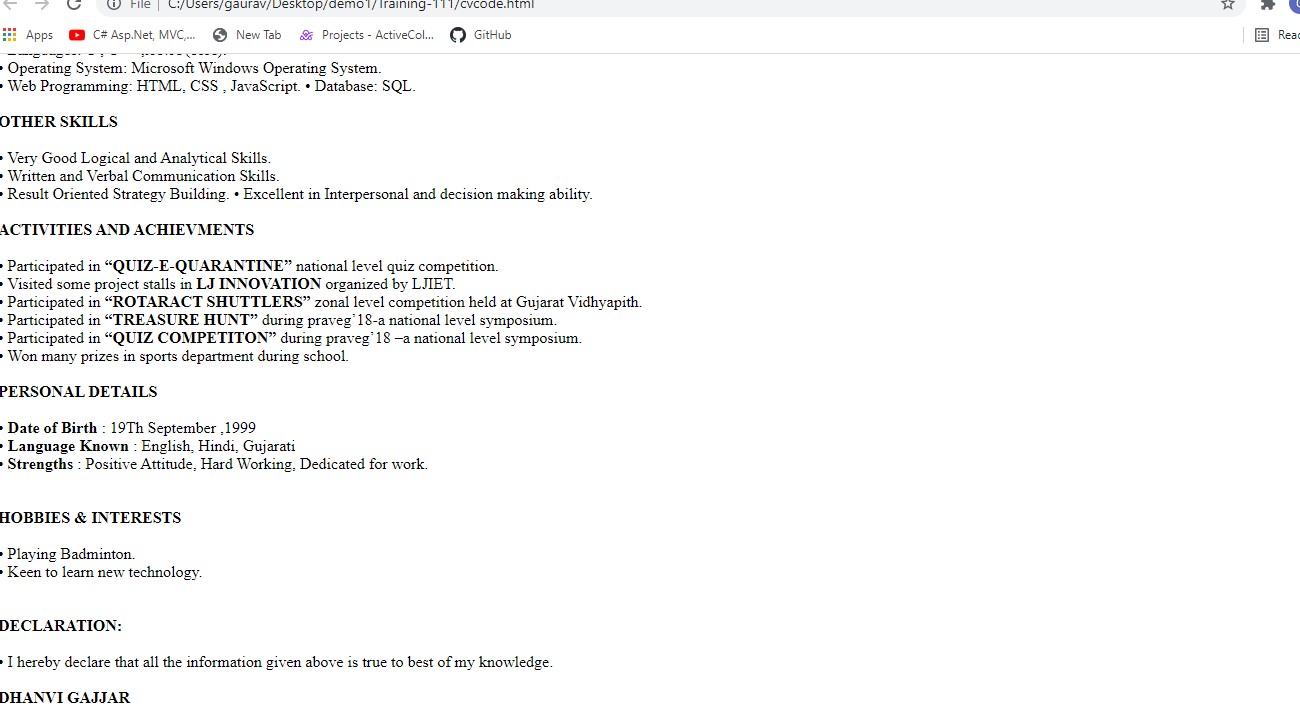 File | C:/Users/gaurav/Desktop/demo1/Training-111/cvcode.html
Apps C# Asp.Net, MVC,... New Tab Projects - ActiveCol... GitHub Read
• Operating System: Microsoft Windows Operating System.
• Web Programming: HTML, CSS , JavaScript. • Database: SQL.
OTHER SKILLS
• Very Good Logical and Analytical Skills.
• Written and Verbal Communication Skills.
• Result Oriented Strategy Building. • Excellent in Interpersonal and decision making ability.
ACTIVITIES AND ACHIEVMENTS
• Participated in “QUIZ-E-QUARANTINE” national level quiz competition.
• Visited some project stalls in LJ INNOVATION organized by LJIET.
• Participated in “ROTARACT SHUTTLERS” zonal level competition held at Gujarat Vidhyapith.
• Participated in “TREASURE HUNT” during praveg’18-a national level symposium.
• Participated in “QUIZ COMPETITON” during praveg’18 –a national level symposium.
• Won many prizes in sports department during school.
PERSONAL DETAILS
• Date of Birth : 19Th September ,1999
• Language Known : English, Hindi, Gujarati
• Strengths : Positive Attitude, Hard Working, Dedicated for work.
HOBBIES & INTERESTS
• Playing Badminton.
• Keen to learn new technology.
DECLARATION:
• I hereby declare that all the information given above is true to best of my knowledge.
DHANVI GAJJAR